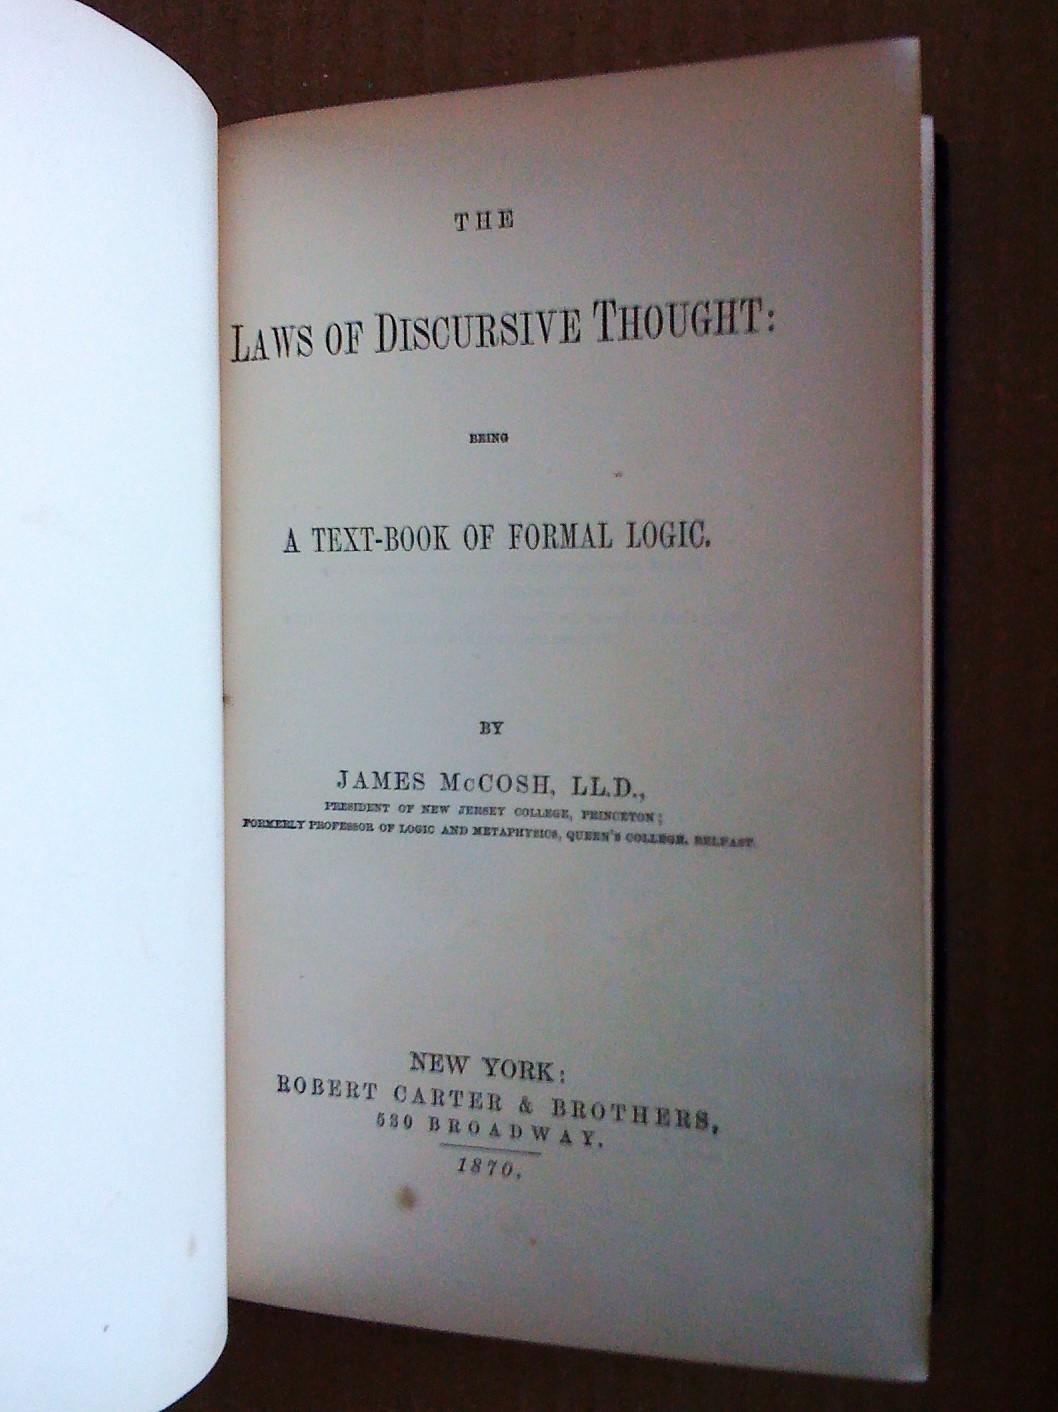 THE
LAWS OF DISCURSIVE THOUGHT:
BEING
A TEXT-BOOK OF FORMAL LOGIC.
BY
JAMES McCOSH, LL.D.,
PRESIDENT OF NEW JERSEY COLLEGE, PRINCETON;
FORMERLY PROFESSOR OF LOGIC AND METAPHYSICS, QUEEN'S COLLEGE, BELFAST.
NEW YORK:
ROBERT CARTER & BROTHERS,
530 BROADWAY.
1870.